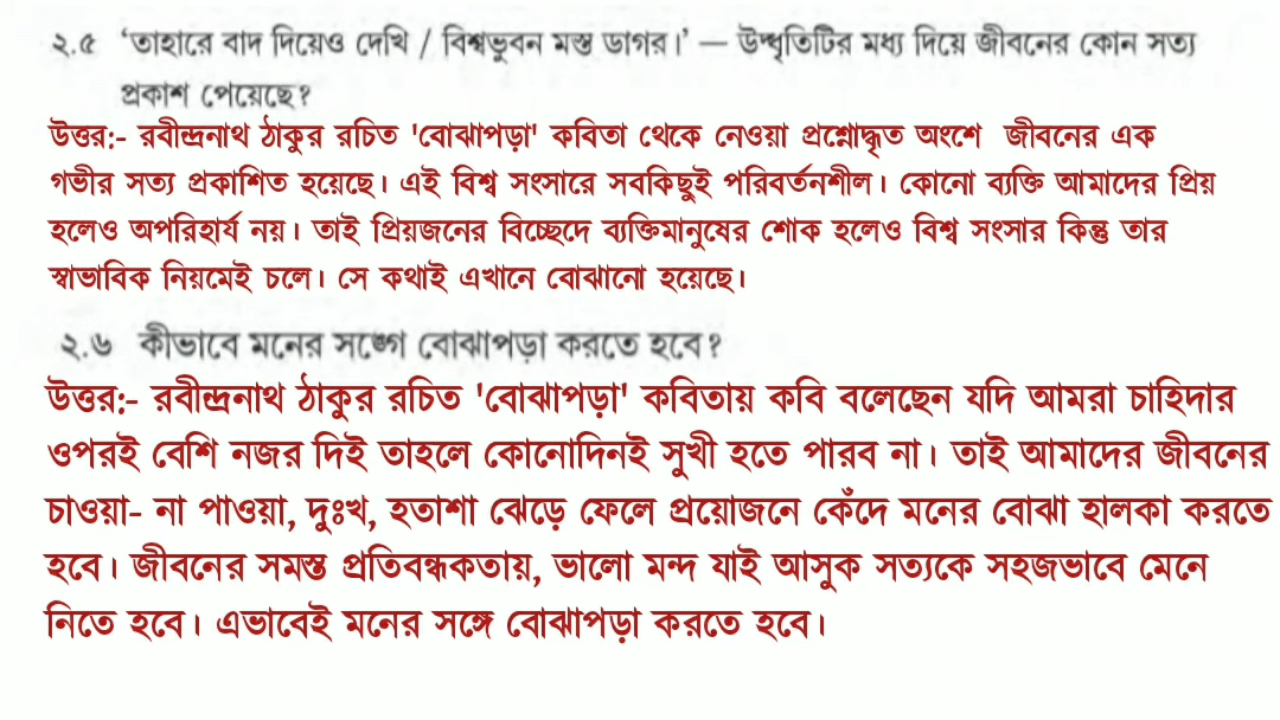 ২.৫ ‘তাহারে বাদ দিয়েও দেখি / বিশ্বভুবন মস্ত ডাগর।’ — উদ্ধৃতিটির মধ্য দিয়ে জীবনের কোন সত্য
প্রকাশ পেয়েছে?
উত্তর:- রবীন্দ্রনাথ ঠাকুর রচিত 'বোঝাপড়া' কবিতা থেকে নেওয়া প্রশ্নোদ্ধৃত অংশে জীবনের এক
গভীর সত্য প্রকাশিত হয়েছে। এই বিশ্ব সংসারে সবকিছুই পরিবর্তনশীল। কোনো ব্যক্তি আমাদের প্রিয়
হলেও অপরিহার্য নয়। তাই প্রিয়জনের বিচ্ছেদে ব্যক্তিমানুষের শোক হলেও বিশ্ব সংসার কিন্তু তার
স্বাভাবিক নিয়মেই চলে। সে কথাই এখানে বোঝানো হয়েছে।
২.৬ কীভাবে মনের সঙ্গে বোঝাপড়া করতে হবে?
উত্তর:- রবীন্দ্রনাথ ঠাকুর রচিত 'বোঝাপড়া' কবিতায় কবি বলেছেন যদি আমরা চাহিদার
ওপরই বেশি নজর দিই তাহলে কোনোদিনই সুখী হতে পারব না। তাই আমাদের জীবনের
চাওয়া- না পাওয়া, দুঃখ, হতাশা ঝেড়ে ফেলে প্রয়োজনে কেঁদে মনের বোঝা হালকা করতে
হবে। জীবনের সমস্ত প্রতিবন্ধকতায়, ভালো মন্দ যাই আসুক সত্যকে সহজভাবে মেনে
নিতে হবে। এভাবেই মনের সঙ্গে বোঝাপড়া করতে হবে।